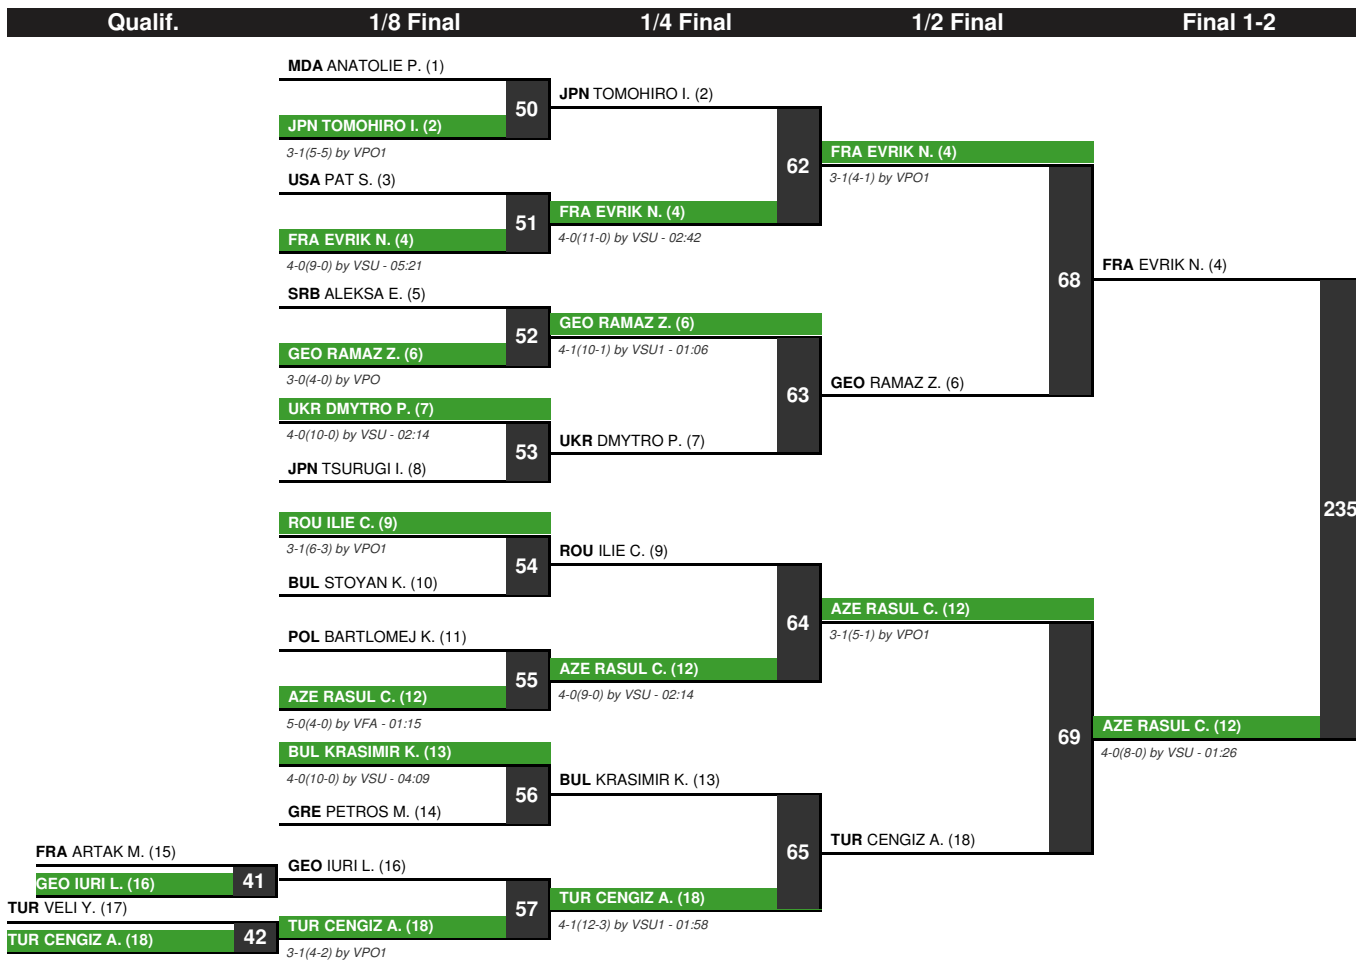 Qualif.
1/8 Final
1/4 Final
1/2 Final
Final 1-2
MDA ANATOLIE P. (1)
50
JPN TOMOHIRO I. (2)
3-1(5-5) by VPO1
USA PAT S. (3)
51
FRA EVRIK N. (4)
4-0(9-0) by VSU - 05:21
SRB ALEKSA E. (5)
52
GEO RAMAZ Z. (6)
3-0(4-0) by VPO
UKR DMYTRO P. (7)
4-0(10-0) by VSU - 02:14
53
JPN TSURUGI I. (8)
ROU ILIE C. (9)
3-1(6-3) by VPO1
54
BUL STOYAN K. (10)
POL BARTLOMEJ K. (11)
55
AZE RASUL C. (12)
5-0(4-0) by VFA - 01:15
BUL KRASIMIR K. (13)
4-0(10-0) by VSU - 04:09
56
GRE PETROS M. (14)
FRA ARTAK M. (15)
GEO IURI L. (16)
41
TUR VELI Y. (17)
TUR CENGIZ A. (18)
42
GEO IURI L. (16)
57
TUR CENGIZ A. (18)
3-1(4-2) by VPO1
JPN TOMOHIRO I. (2)
62
FRA EVRIK N. (4)
4-0(11-0) by VSU - 02:42
GEO RAMAZ Z. (6)
4-1(10-1) by VSU1 - 01:06
63
UKR DMYTRO P. (7)
ROU ILIE C. (9)
64
AZE RASUL C. (12)
4-0(9-0) by VSU - 02:14
BUL KRASIMIR K. (13)
65
TUR CENGIZ A. (18)
4-1(12-3) by VSU1 - 01:58
FRA EVRIK N. (4)
3-1(4-1) by VPO1
68
GEO RAMAZ Z. (6)
AZE RASUL C. (12)
3-1(5-1) by VPO1
69
TUR CENGIZ A. (18)
FRA EVRIK N. (4)
235
AZE RASUL C. (12)
4-0(8-0) by VSU - 01:26